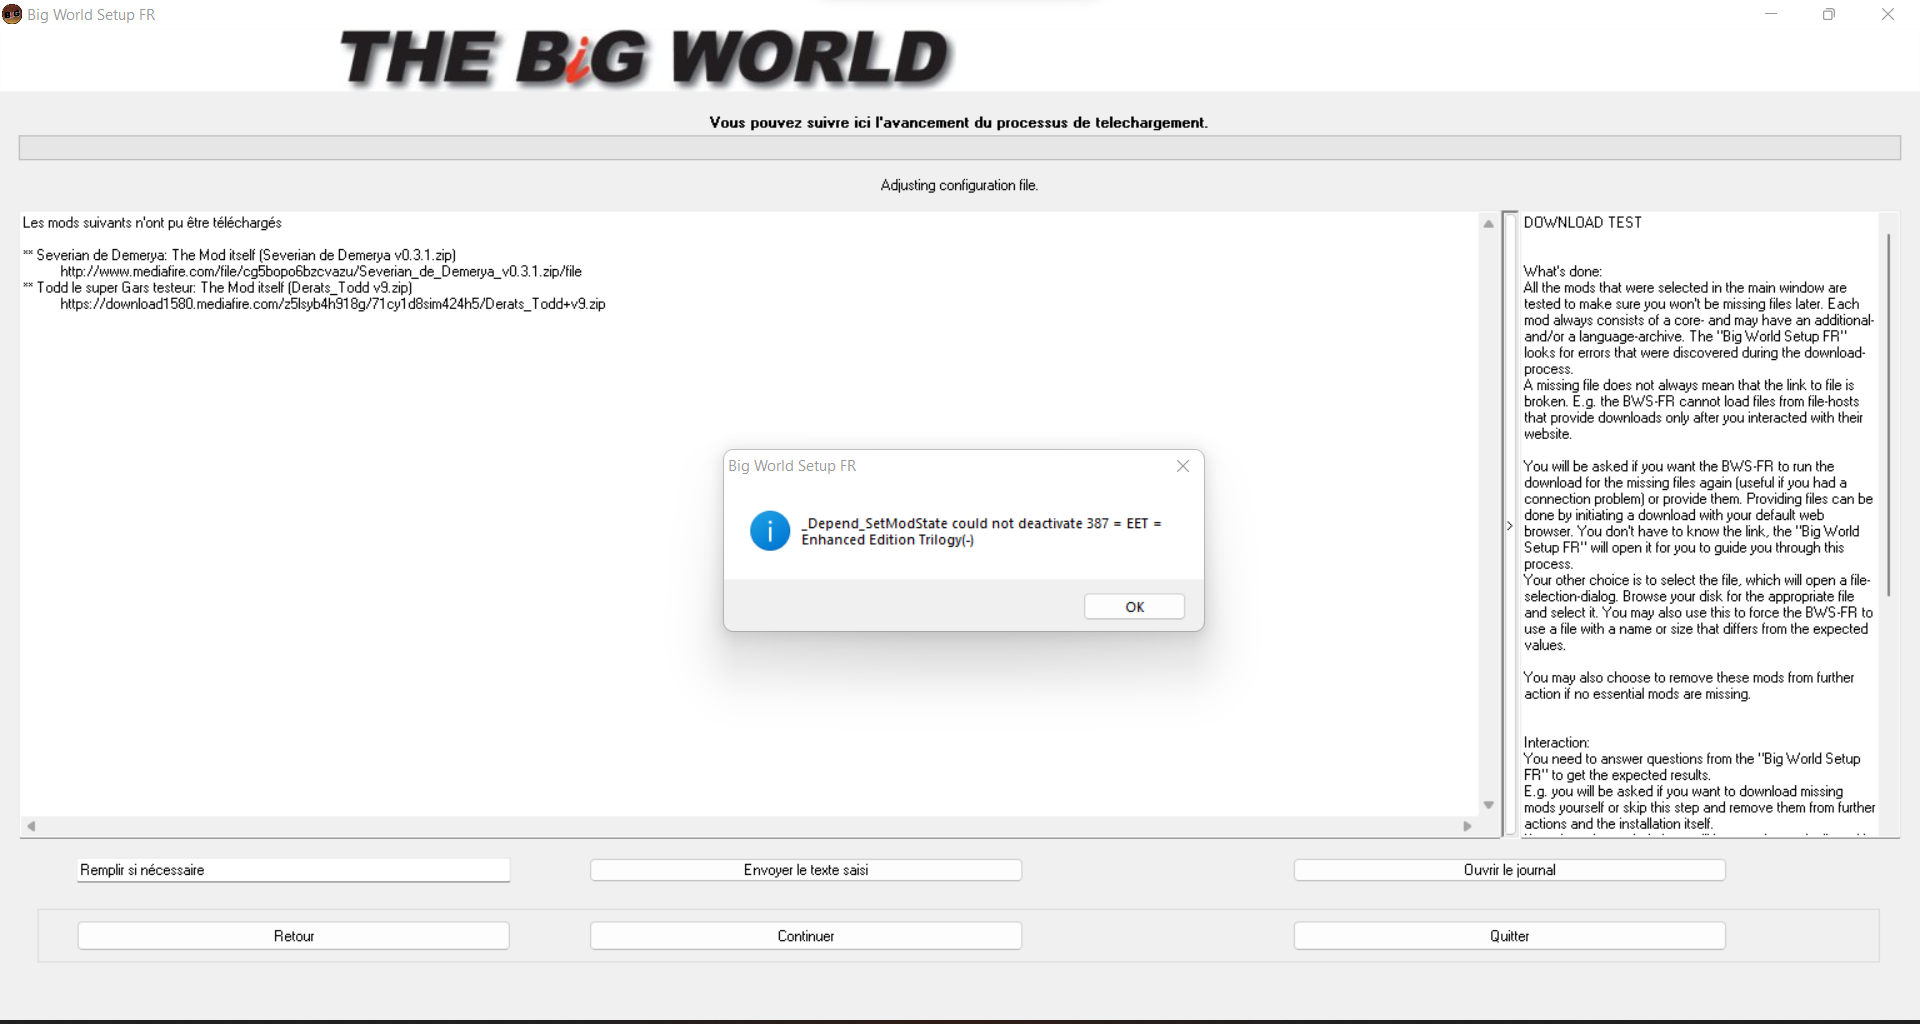 Big World Setup FR
THE BiG WORLD
Vous pouvez suivre ici l'avancement du processus de telechargement.
Adjusting configuration file.
Les mods suivants n'ont pu être téléchargés
** Severian de Demerya: The Mod itself (Severian de Demerya v0.3.1.zip)
http://www.mediafire.com/file/cg5bopo6bzcvazu/Severian_de_Demerya_v0.3.1.zip/file
** Todd le super Gars testeur: The Mod itself (Derats_Todd v9.zip)
https://download1580.mediafire.com/z5lsyb4h918g/71cy1d8sim424h5/Derats_Todd+v9.zip
DOWNLOAD TEST
What's done:
All the mods that were selected in the main window are
tested to make sure you won't be missing files later. Each
mod always consists of a core- and may have an additional-
and/or a language-archive. The "Big World Setup FR"
looks for errors that were discovered during the download-
process.
A missing file does not always mean that the link to file is
broken. E.g. the BWS-FR cannot load files from file-hosts
that provide downloads only after you interacted with their
website.
You will be asked if you want the BWS-FR to run the
download for the missing files again (useful if you had a
connection problem) or provide them. Providing files can be
done by initiating a download with your default web
browser. You don't have to know the link, the "Big World
Setup FR" will open it for you to guide you through this
process.
Your other choice is to select the file, which will open a file-
selection-dialog. Browse your disk for the appropriate file
and select it. You may also use this to force the BWS-FR to
use a file with a name or size that differs from the expected
values.
You may also choose to remove these mods from further
action if no essential mods are missing.
Interaction:
You need to answer questions from the "Big World Setup
FR" to get the expected results.
E.g. you will be asked if you want to download missing
mods yourself or skip this step and remove them from further
actions and the installation itself.
Big World Setup FR
_Depend_SetModState could not deactivate 387 = EET =
Enhanced Edition Trilogy(-)
OK
Remplir si nécessaire
Envoyer le texte saisi
Ouvrir le journal
Retour
Continuer
Quitter